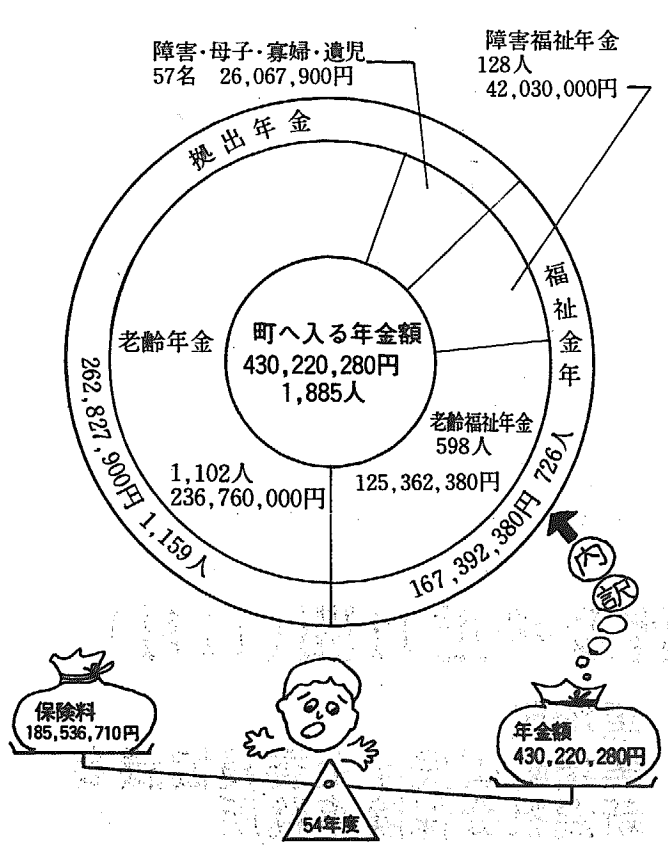 障害・母子・寡婦・遺児
57名 26,067,900円
障害福祉年金
128人
42,030,000円
拠出年金
福祉金年
老齢年金
町へ入る年金額
430,220,280円
1,885人
老齢福祉年金
598人
125,362,380円
1,102人
236,760,000円
262,827,900円 1,159人
167,392,380円 726人
内訳
保険料
185,536,710円
年金額
430,220,280円
54年度